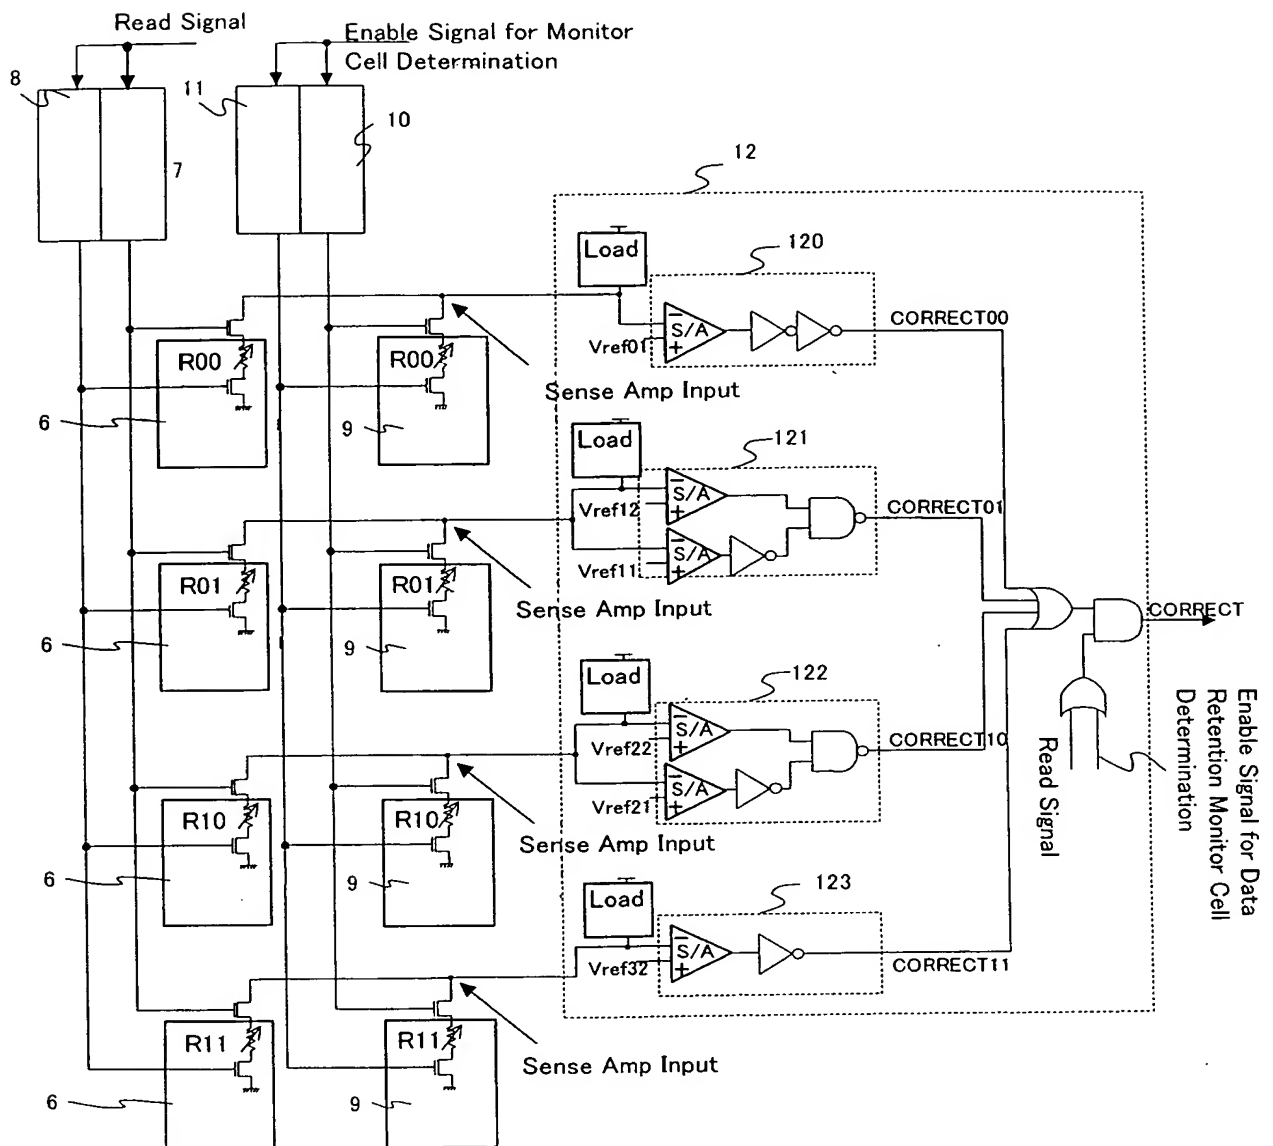 Read Signal
Enable Signal for Monitor
Cell Determination
8
7
11
10
12
Load
120
S/A
−
+
Vref01
CORRECT00
R00
R00
Sense Amp Input
6
9
Load
121
−
S/A
+
Vref12
−
S/A
+
Vref11
CORRECT01
R01
R01
Sense Amp Input
6
9
CORRECT
Load
122
−
S/A
+
Vref22
−
S/A
+
Vref21
CORRECT10
R10
R10
Sense Amp Input
6
9
Read Signal
Enable Signal for Data
Retention Monitor Cell
Determination
Load
123
−
S/A
+
Vref32
CORRECT11
R11
R11
Sense Amp Input
6
9